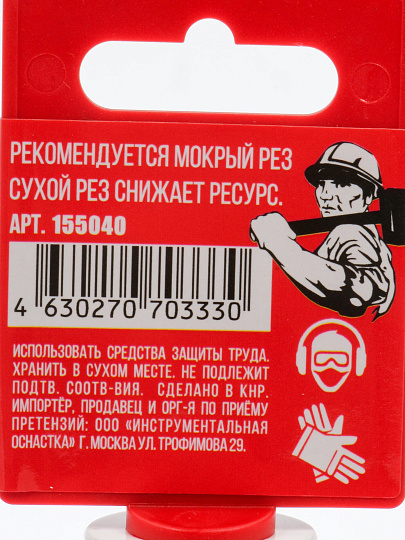 РЕКОМЕНДУЕТСЯ МОКРЫЙ РЕЗ
СУХОЙ РЕЗ СНИЖАЕТ РЕСУРС.
АРТ. 155040
4 630270 703330
ИСПОЛЬЗОВАТЬ СРЕДСТВА ЗАЩИТЫ ТРУДА.
ХРАНИТЬ В СУХОМ МЕСТЕ. НЕ ПОДЛЕЖИТ
ПОДТВ. СООТВ-ВИЯ. СДЕЛАНО В КНР.
ИМПОРТЁР, ПРОДАВЕЦ И ОРГ-Я ПО ПРИЁМУ
ПРЕТЕНЗИЙ: ООО «ИНСТРУМЕНТАЛЬНАЯ
ОСНАСТКА» Г. МОСКВА УЛ. ТРОФИМОВА 29.